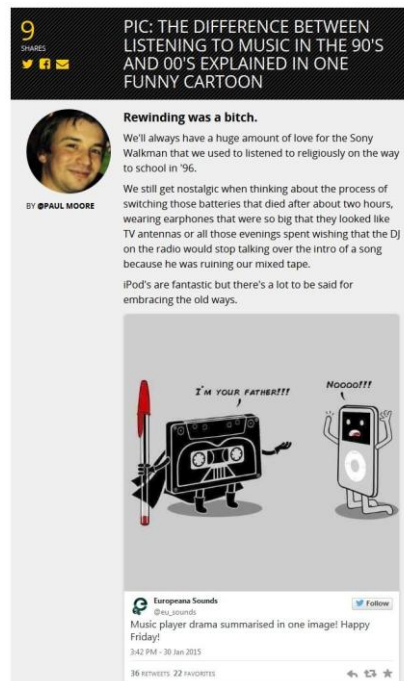 9
SHARES
PIC: THE DIFFERENCE BETWEEN
LISTENING TO MUSIC IN THE 90'S
AND 00'S EXPLAINED IN ONE
FUNNY CARTOON
BY @PAUL MOORE
Rewinding was a bitch.
We'll always have a huge amount of love for the Sony
Walkman that we used to listened to religiously on the way
to school in '96.
We still get nostalgic when thinking about the process of
switching those batteries that died after about two hours,
wearing earphones that were so big that they looked like
TV antennas or all those evenings spent wishing that the DJ
on the radio would stop talking over the intro of a song
because he was ruining our mixed tape.
iPod's are fantastic but there's a lot to be said for
embracing the old ways.
I'M YOUR FATHER!!!
NOOOO!!!
Europeana Sounds
@eu_sounds
Follow
Music player drama summarised in one image! Happy
Friday!
3:42 PM - 30 Jan 2015
36 RETWEETS 22 FAVORITES